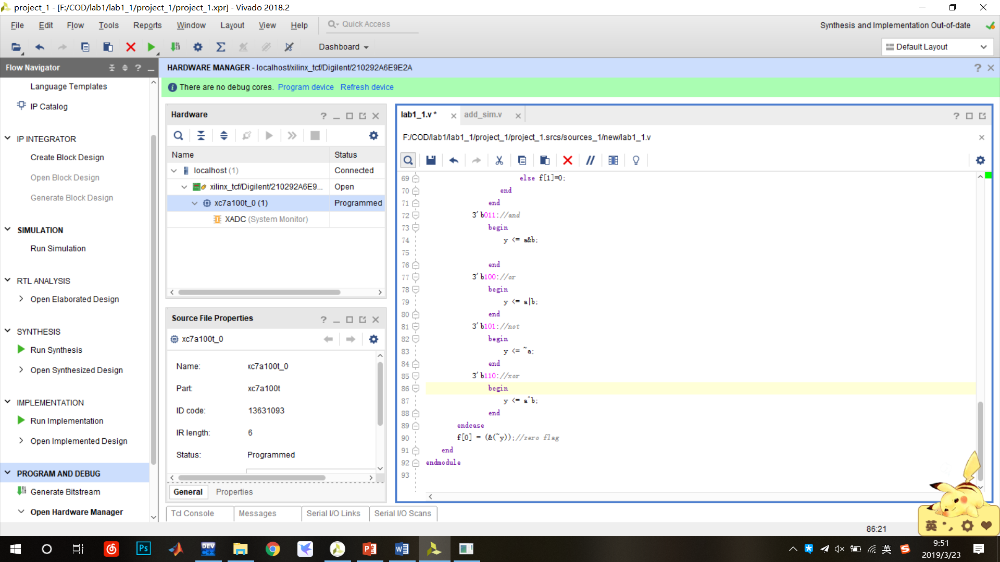 project_1 - [F:/COD/lab1/lab1_1/project_1/project_1.xpr] - Vivado 2018.2
File Edit Flow Tools Reports Window Layout View Help Quick Access
Synthesis and Implementation Out-of-date
Dashboard
Default Layout
Flow Navigator
HARDWARE MANAGER - localhost/xilinx_tcf/Digilent/210292A6E9E2A
There are no debug cores. Program device Refresh device
Language Templates
IP Catalog
IP INTEGRATOR
Create Block Design
Open Block Design
Generate Block Design
SIMULATION
Run Simulation
RTL ANALYSIS
Open Elaborated Design
SYNTHESIS
Run Synthesis
Open Synthesized Design
IMPLEMENTATION
Run Implementation
Open Implemented Design
PROGRAM AND DEBUG
Generate Bitstream
Open Hardware Manager
Hardware
Name Status
localhost (1) Connected
xilinx_tcf/Digilent/210292A6E9... Open
xc7a100t_0 (1) Programmed
XADC (System Monitor)
Source File Properties
xc7a100t_0
Name: xc7a100t_0
Part: xc7a100t
ID code: 13631093
IR length: 6
Status: Programmed
General Properties
Tcl Console Messages Serial I/O Links Serial I/O Scans
lab1_1.v * add_sim.v
F:/COD/lab1/lab1_1/project_1/project_1.srcs/sources_1/new/lab1_1.v
69 else f[1]=0;
70 end
71 end
72 3'b011://and
73 begin
74 y <= a&b;
75
76 end
77 3'b100://or
78 begin
79 y <= a|b;
80 end
81 3'b101://not
82 begin
83 y <= ~a;
84 end
85 3'b110://xor
86 begin
87 y <= a^b;
88 end
89 endcase
90 f[0] = (&(~y));//zero flag
91 end
92 endmodule
93
86:21
英
Ps
DEV C++
英
9:51
2019/3/23